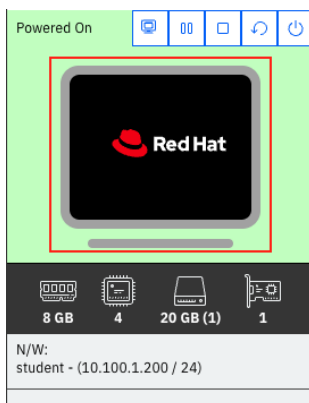 Powered On
Red Hat
8 GB 4 20 GB (1) 1
N/W:
student - (10.100.1.200 / 24)